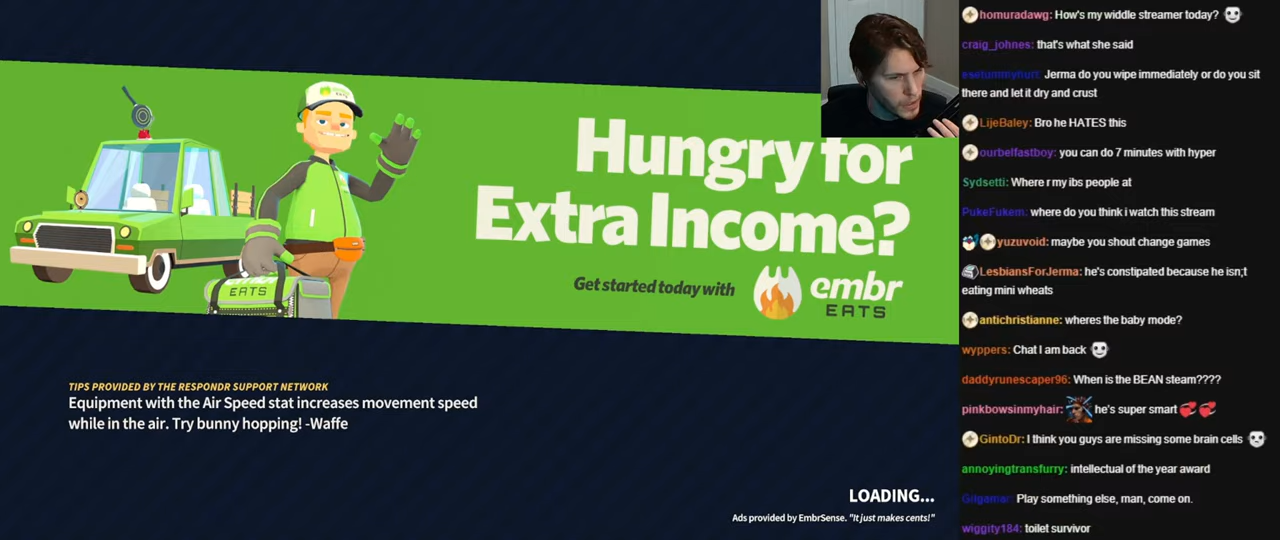 Hungry for
Extra Income?
Get started today with
embr
EATS
EATS
TIPS PROVIDED BY THE RESPONDR SUPPORT NETWORK
Equipment with the Air Speed stat increases movement speed
while in the air. Try bunny hopping! -Waffe
LOADING...
Ads provided by EmbrSense. "It just makes cents!"
homuradawg: How's my widdle streamer today?
craig_johnes: that's what she said
Jerma do you wipe immediately or do you sit
there and let it dry and crust
LijeBaley: Bro he HATES this
ourbelfastboy: you can do 7 minutes with hyper
Sydsetti: Where r my ibs people at
PukeFukem: where do you think i watch this stream
yuzuvoid: maybe you shout change games
LesbiansForJerma: he's constipated because he isn;t
eating mini wheats
antichristianne: wheres the baby mode?
wyppers: Chat I am back
daddyrunescaper96: When is the BEAN steam????
pinkbowsinmyhair: he's super smart
GintoDr: I think you guys are missing some brain cells
annoyingtransfurry: intellectual of the year award
Gilgamar: Play something else, man, come on.
wiggity184: toilet survivor